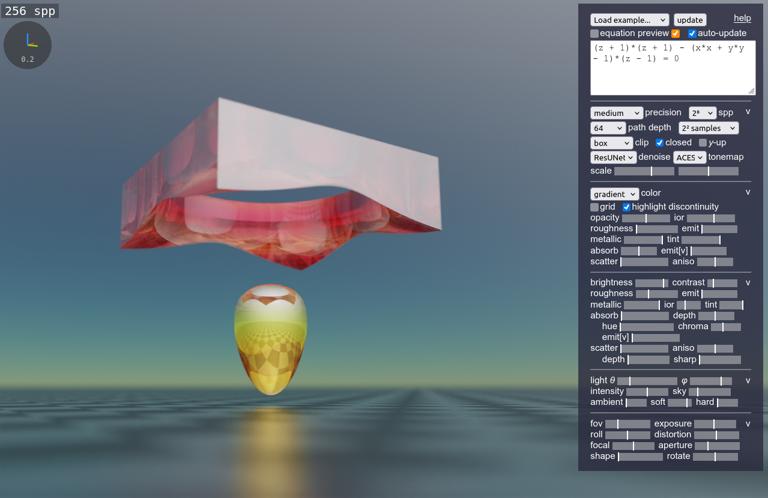 256 spp
0.2
Load example... update help
equation preview auto-update
(z + 1)*(z + 1) - (x*x + y*y
- 1)*(z - 1) = 0
medium precision 2⁸ spp v
64 path depth 2² samples
box clip closed y-up
ResUNet denoise ACES tonemap
scale
gradient color v
grid highlight discontinuity
opacity ior
roughness emit
metallic tint
absorb emit[v]
scatter aniso
brightness contrast v
roughness emit
metallic ior tint
absorb depth
hue chroma
emit[v]
scatter aniso
depth sharp
light θ φ v
intensity sky
ambient soft hard
fov exposure v
roll distortion
focal aperture
shape rotate